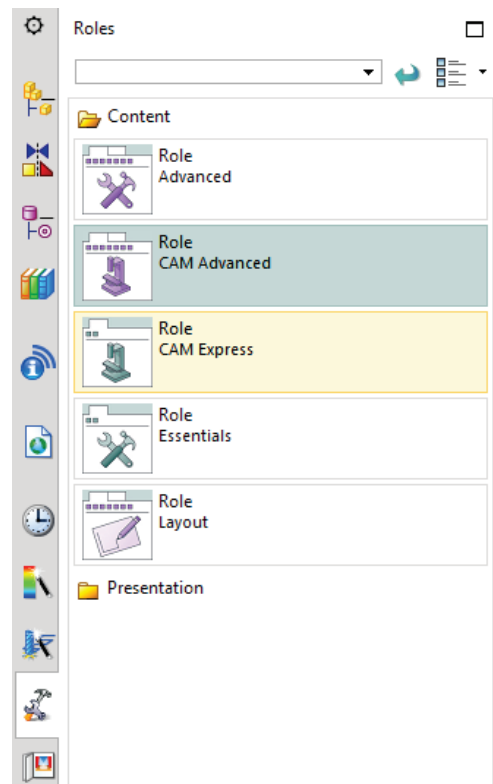 Roles
Content
Role
Advanced
Role
CAM Advanced
Role
CAM Express
Role
Essentials
Role
Layout
Presentation